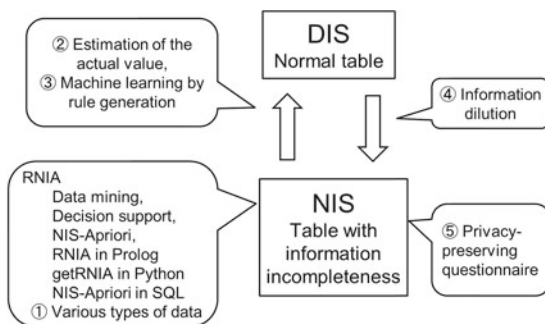 ② Estimation of the
actual value,
③ Machine learning by
rule generation
DIS
Normal table
④ Information
dilution
RNIA
Data mining,
Decision support,
NIS-Apriori,
RNIA in Prolog
getRNIA in Python
NIS-Apriori in SQL
① Various types of data
NIS
Table with
information
incompleteness
⑤ Privacy-
preserving
questionnaire